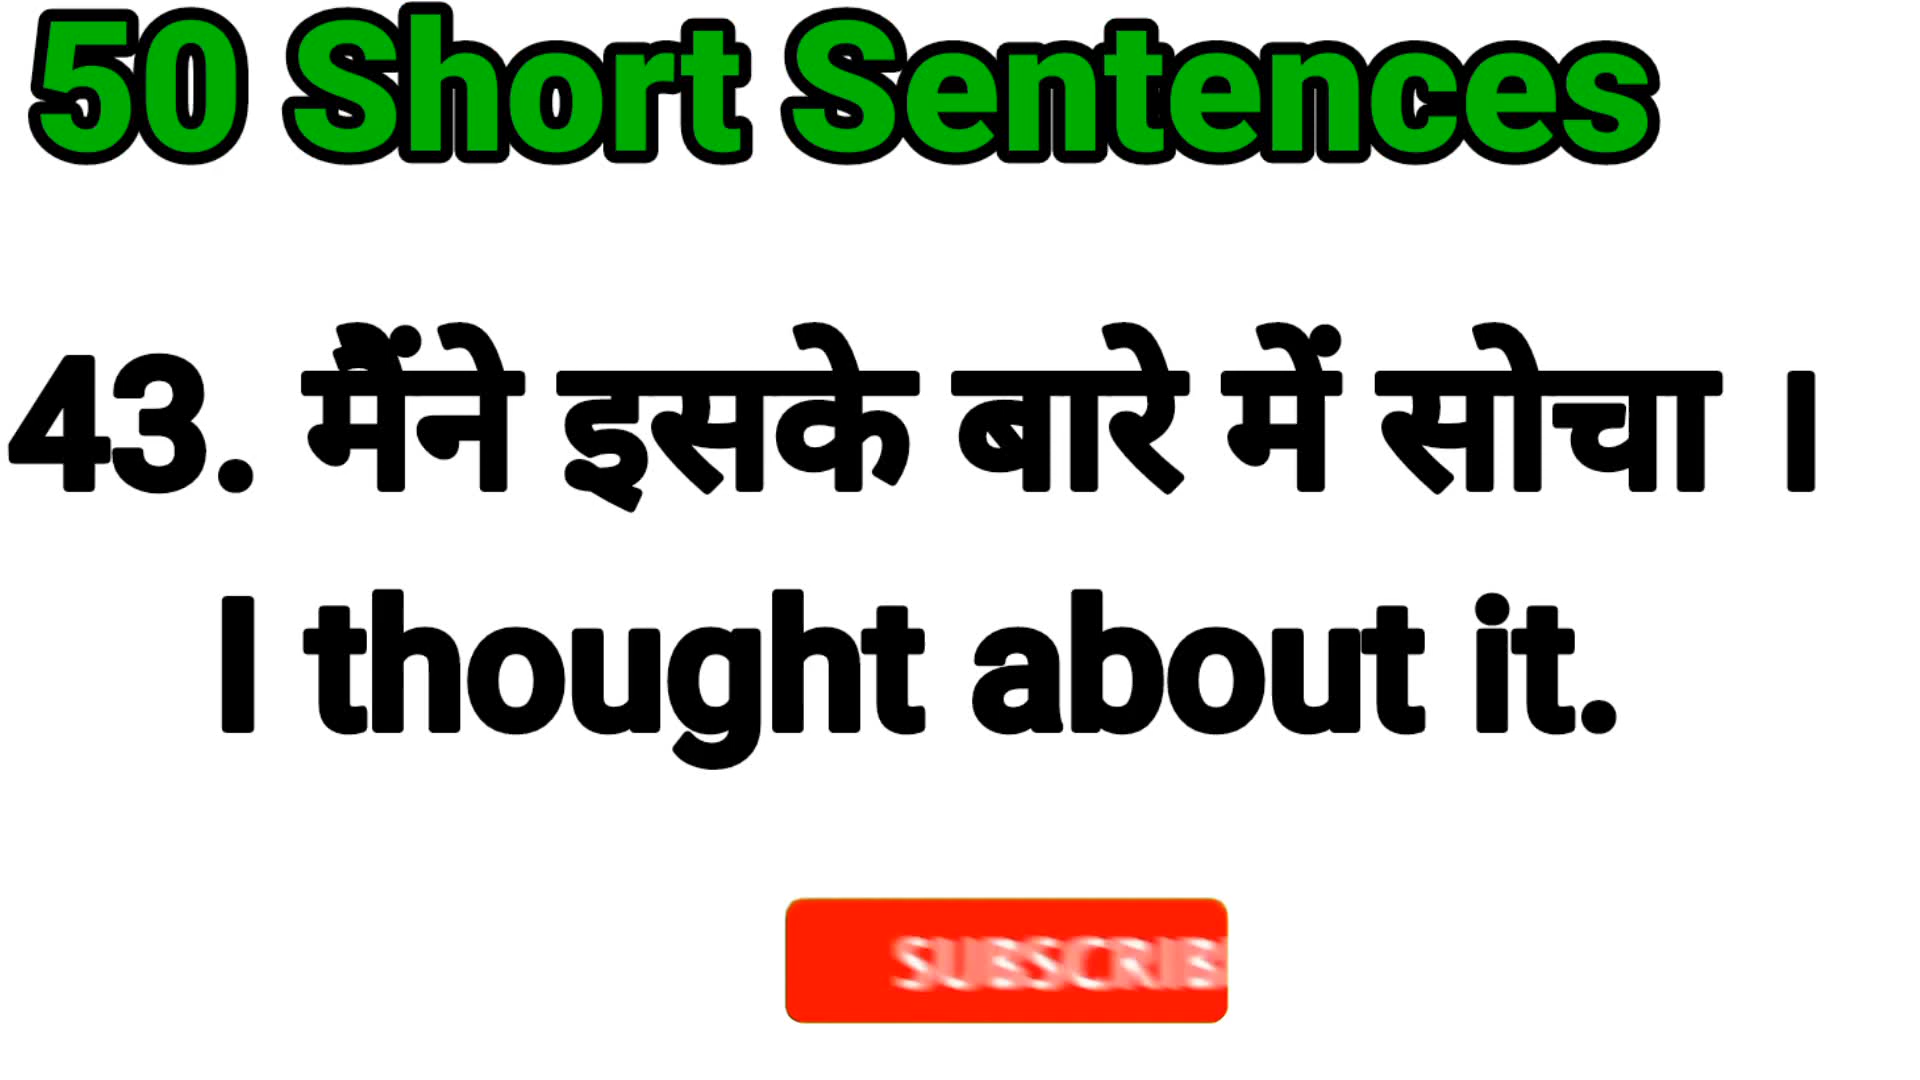 50 Short Sentences
43. मैंने इसके बारे में सोचा ।
I thought about it.